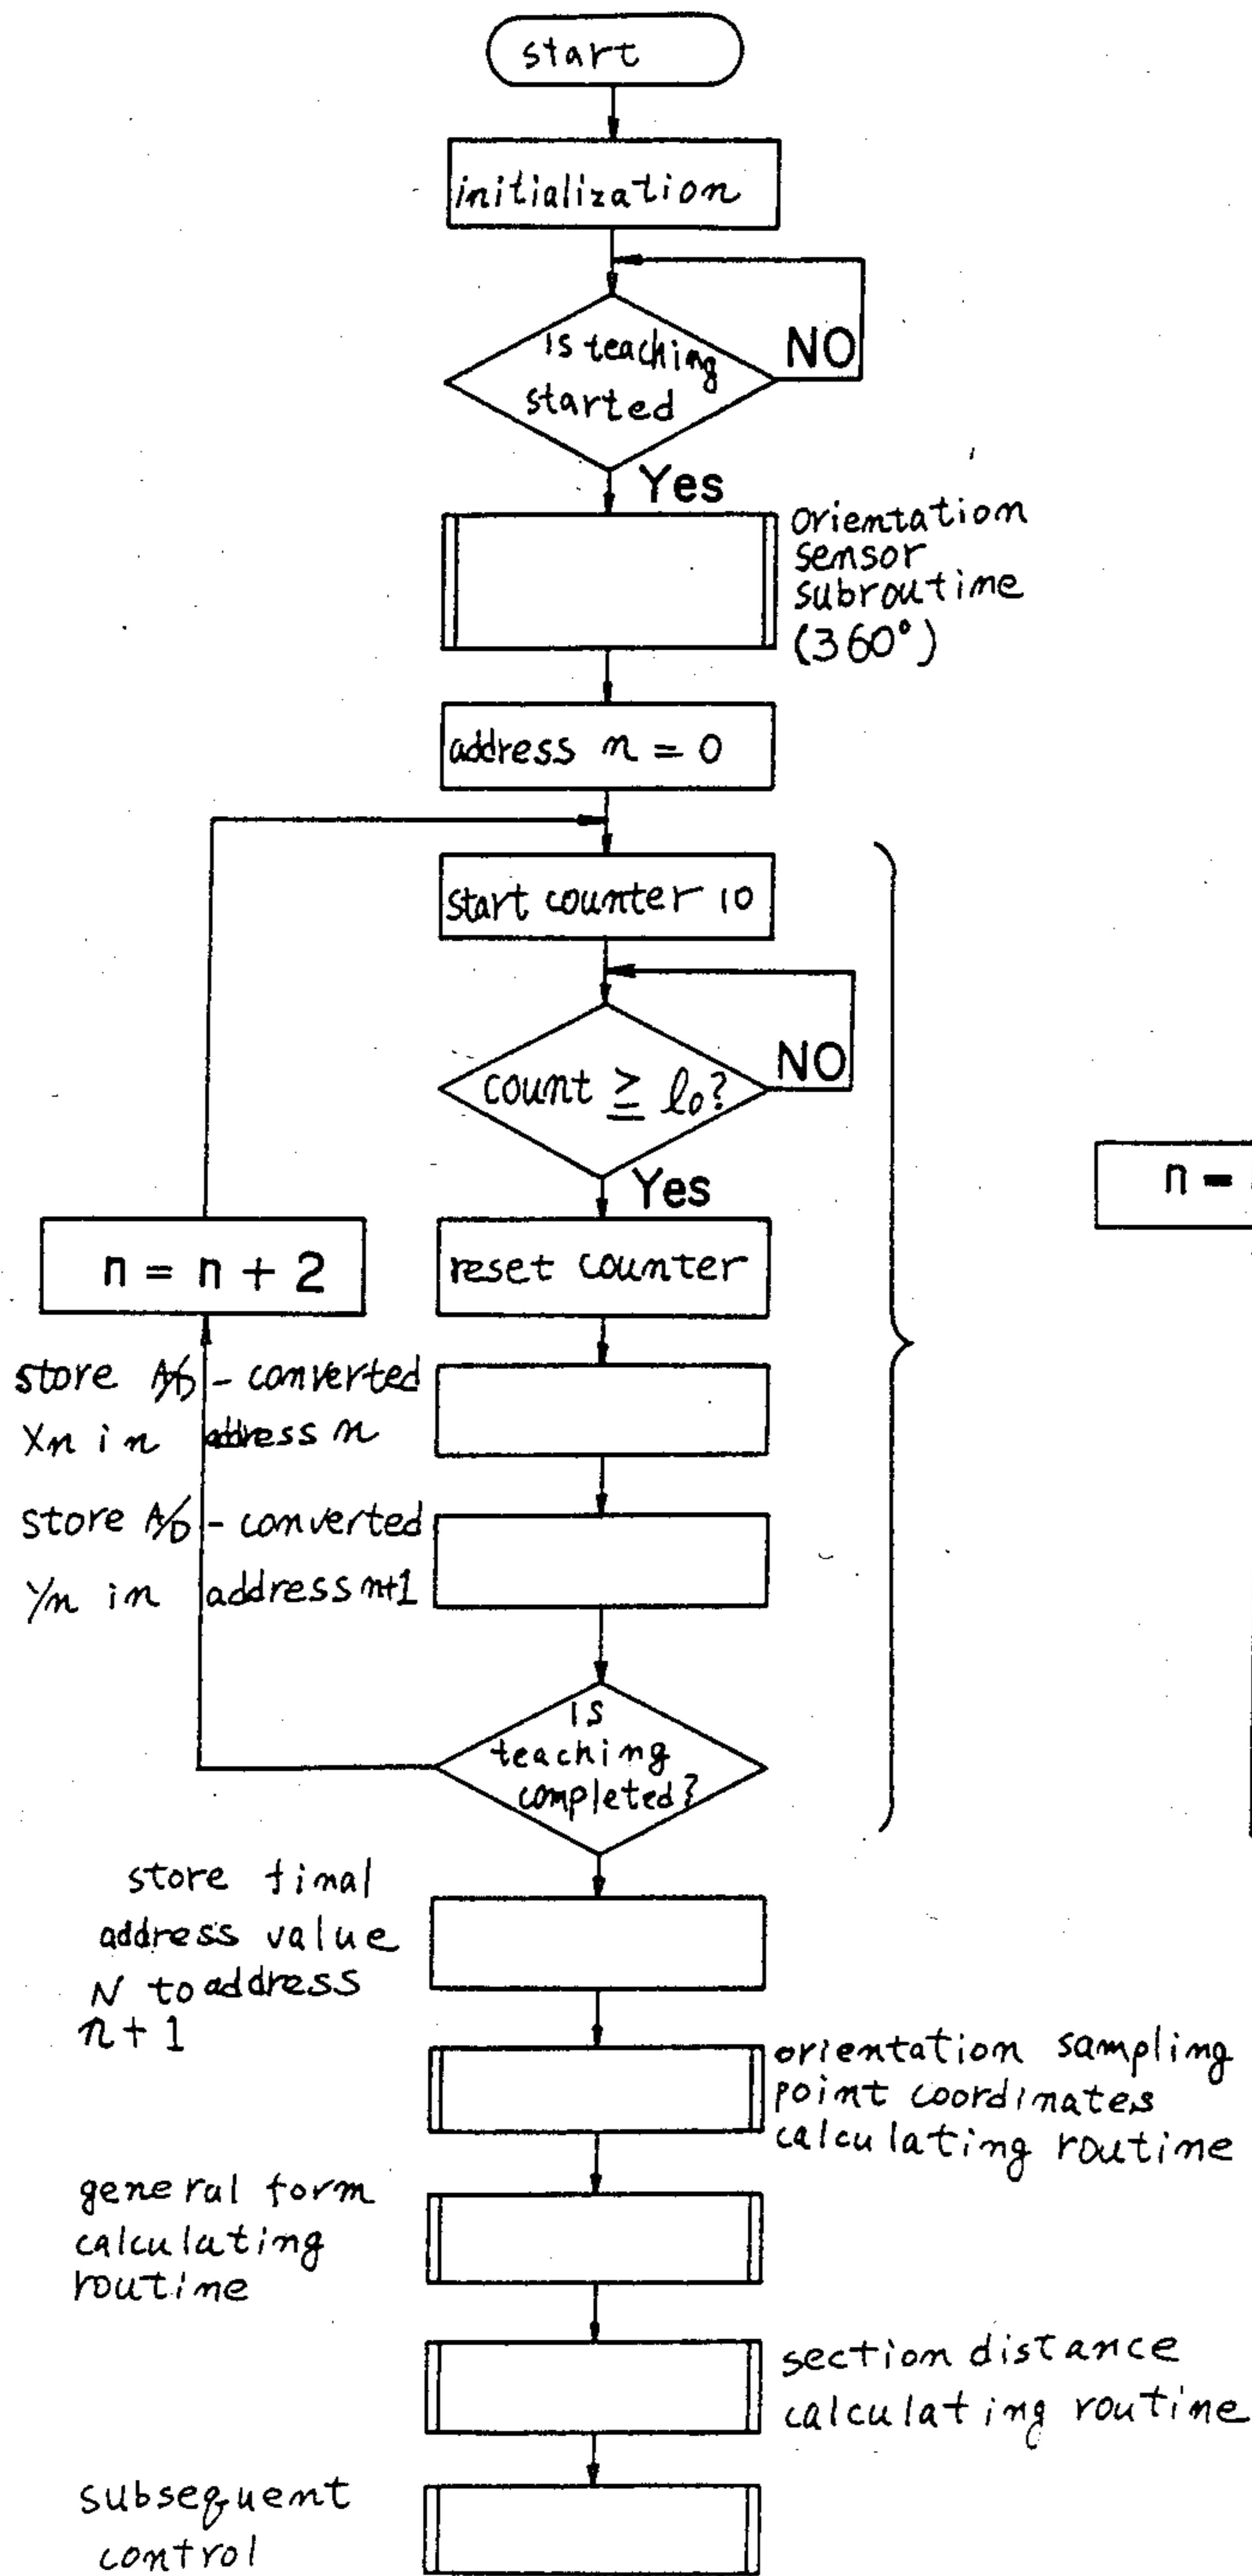 start
initialization
is teaching
started
NO
Yes
orientation
sensor
subroutine
(360°)
address n = 0
start counter 10
count ≧ l₀?
NO
Yes
n = n + 2
reset counter
n =
store A/D - converted
Xn in address n
store A/D - converted
Yn in address n+1
is
teaching
completed?
store final
address value
N to address
n + 1
orientation sampling
point coordinates
calculating routine
general form
calculating
routine
section distance
calculating routine
subsequent
control